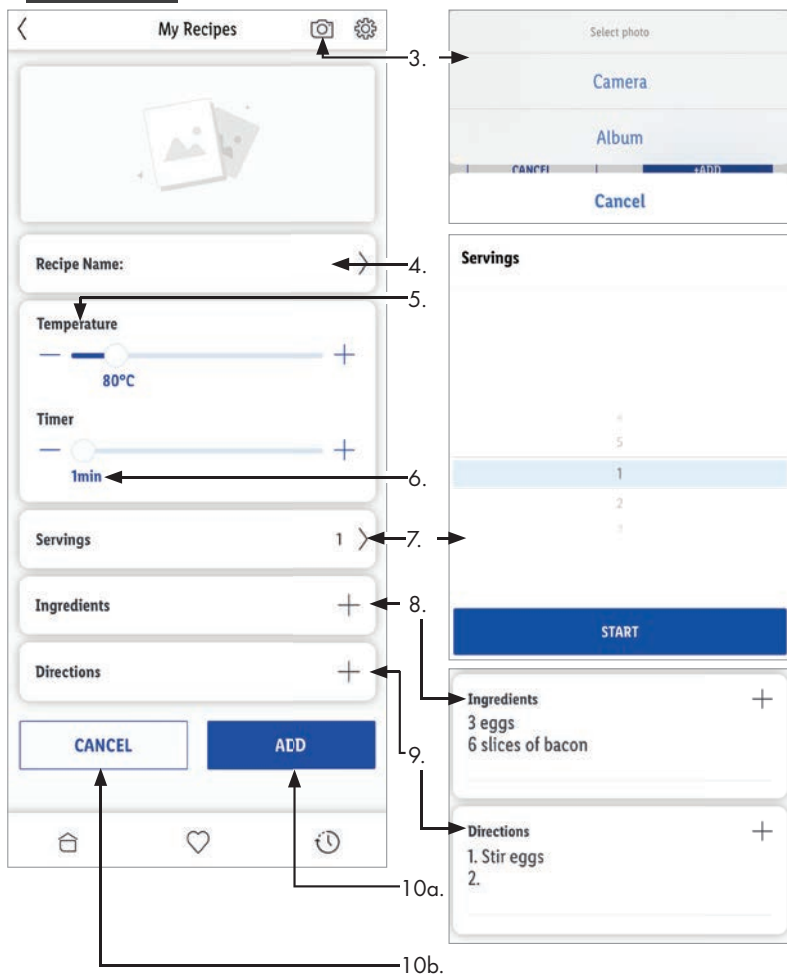 My Recipes
3.
Recipe Name:
4.
5.
Temperature
80°C
Timer
1min
6.
Servings 1
7.
Ingredients
8.
Directions
9.
CANCEL ADD
10a.
10b.
Select photo
Camera
Album
CANCEL +ADD
Cancel
Servings
5
1
2
START
Ingredients
3 eggs
6 slices of bacon
Directions
1. Stir eggs
2.